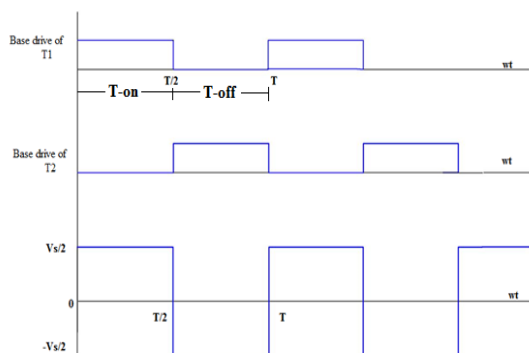 Base drive of
T1
T/2
T
wt
T-on
T-off
Base drive of
T2
wt
Vs/2
0
wt
T/2
T
-Vs/2